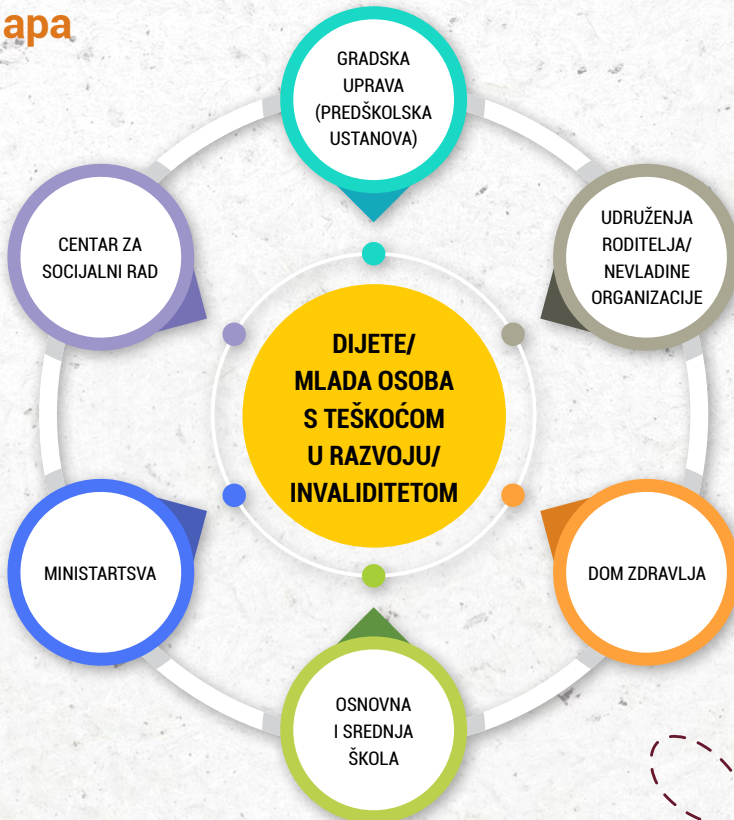 apa
GRADSKA
UPRAVA
(PREDŠKOLSKA
USTANOVA)
CENTAR ZA
SOCIJALNI RAD
UDRUŽENJA
RODITELJA/
NEVLADINE
ORGANIZACIJE
DIJETE/
MLADA OSOBA
S TEŠKOĆOM
U RAZVOJU/
INVALIDITETOM
MINISTARTSVA
DOM ZDRAVLJA
OSNOVNA
I SREDNJA
ŠKOLA